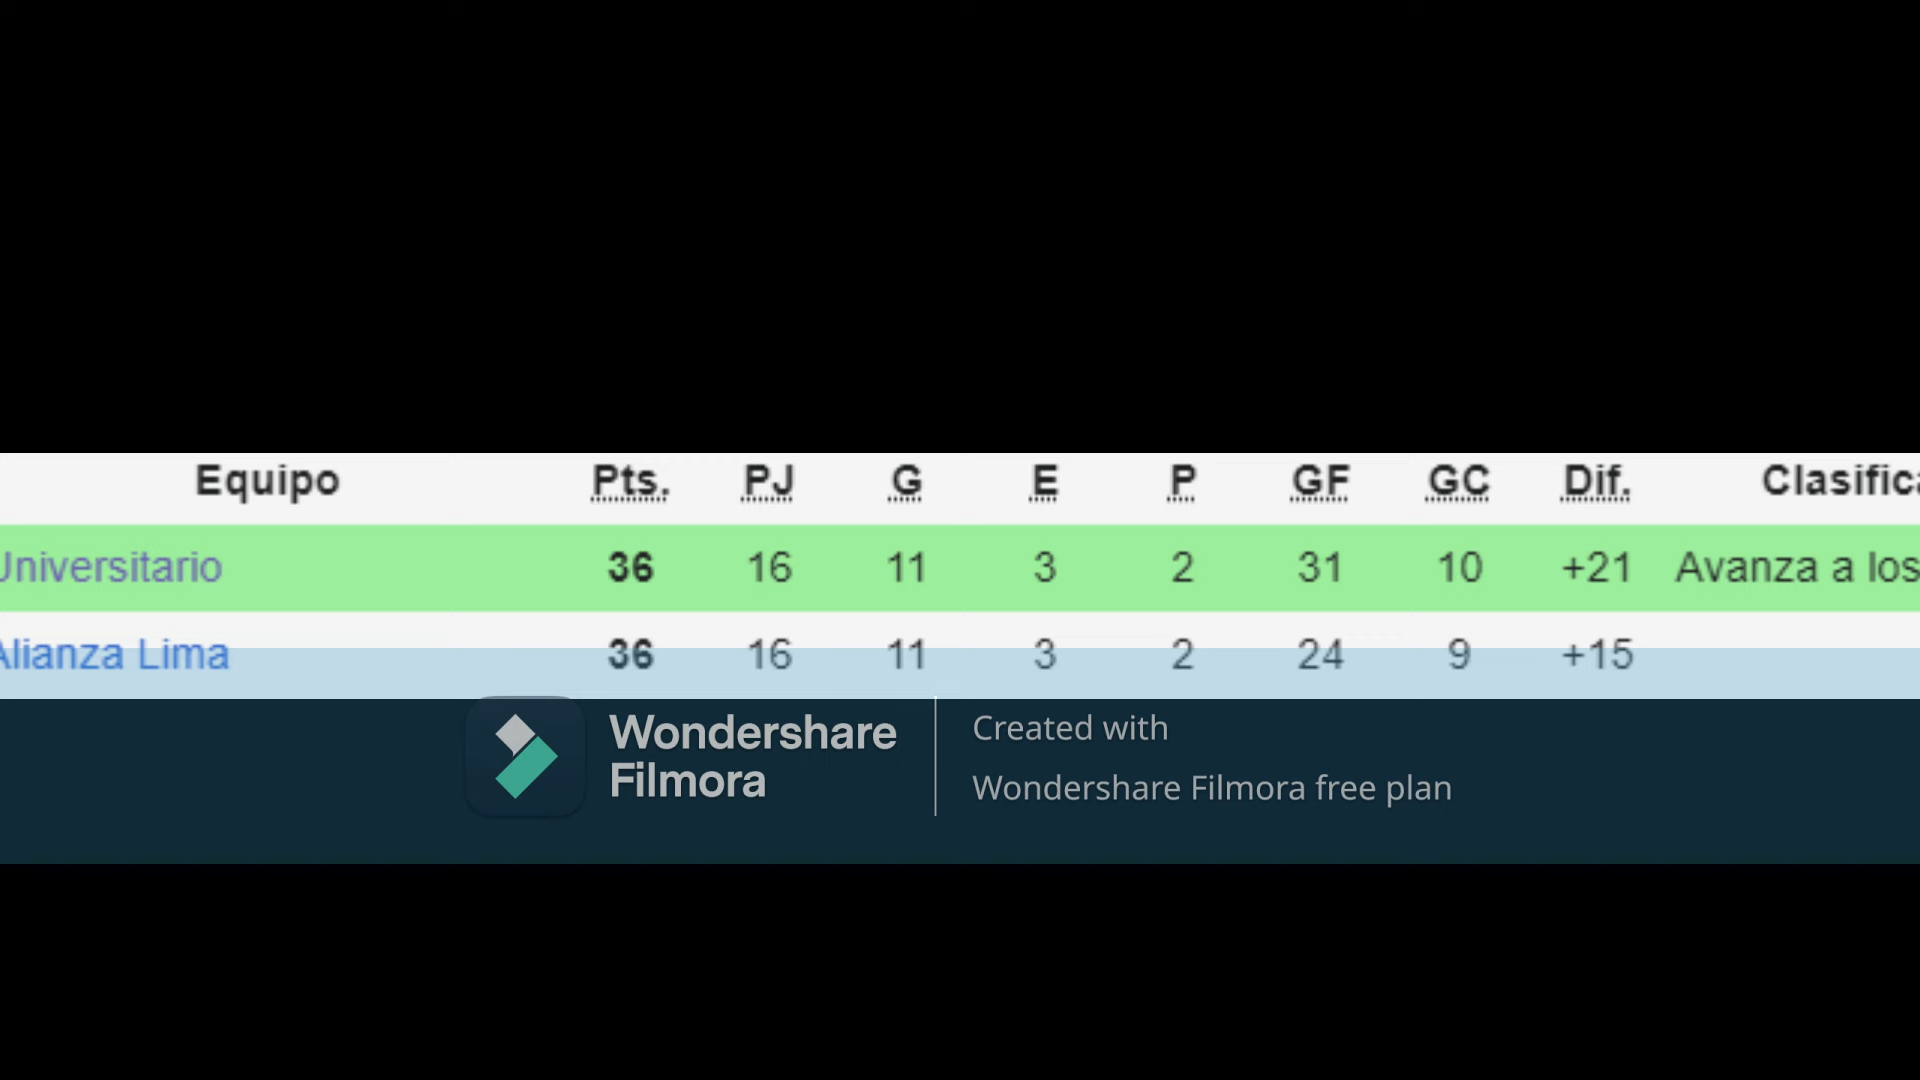 Equipo Pts. PJ G E P GF GC Dif. Clasifica
Universitario 36 16 11 3 2 31 10 +21 Avanza a los
Alianza Lima 36 16 11 3 2 24 9 +15
Wondershare
Filmora
Created with
Wondershare Filmora free plan